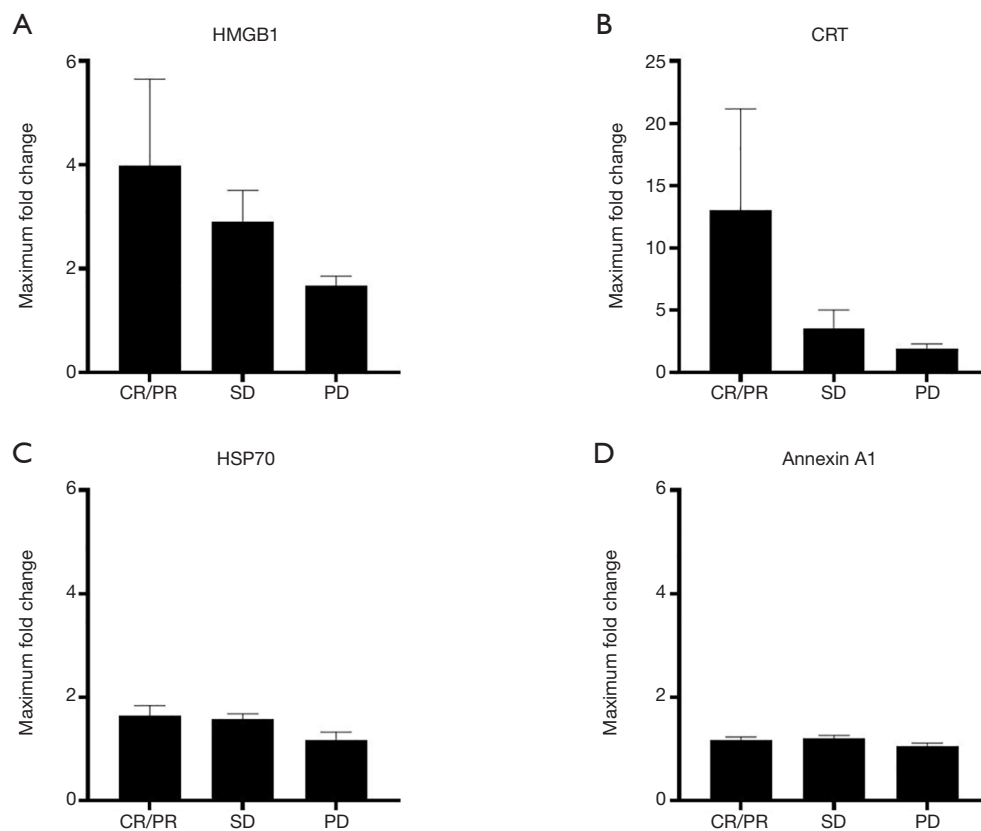 A
HMGB1
Maximum fold change
6
4
2
0
CR/PR SD PD
B
CRT
Maximum fold change
25
20
15
10
5
0
CR/PR SD PD
C
HSP70
Maximum fold change
6
4
2
0
CR/PR SD PD
D
Annexin A1
Maximum fold change
6
4
2
0
CR/PR SD PD